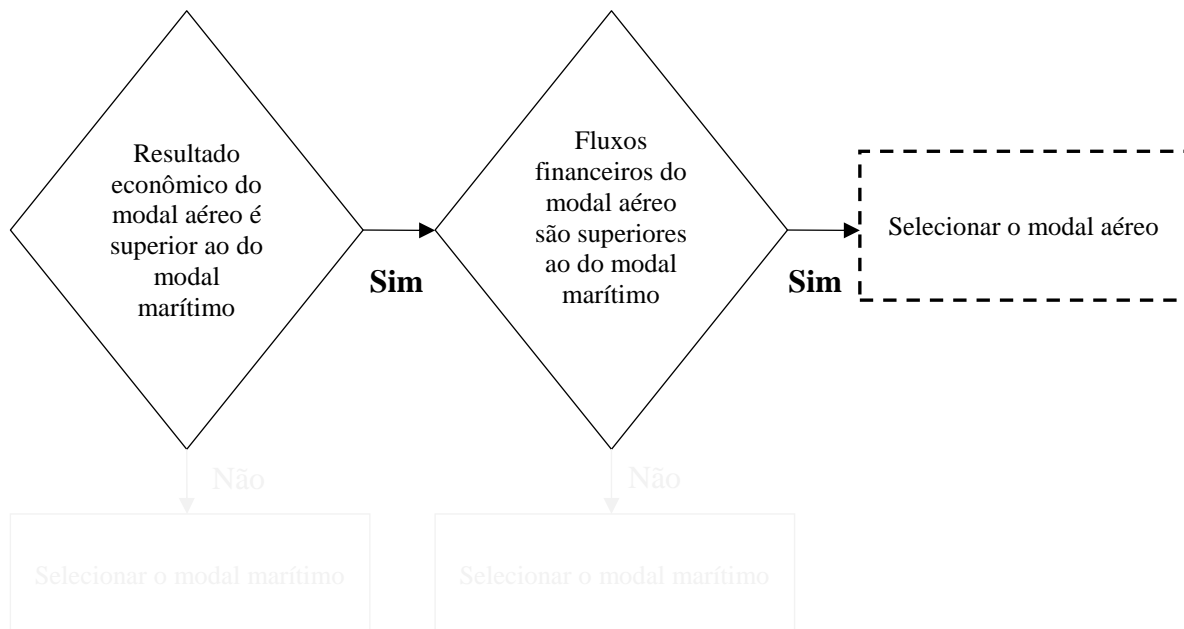 Resultado
econômico do
modal aéreo é
superior ao do
modal
marítimo
Sim
Fluxos
financeiros do
modal aéreo
são superiores
ao do modal
marítimo
Sim
Selecionar o modal aéreo
Não
Não
Selecionar o modal marítimo
Selecionar o modal marítimo